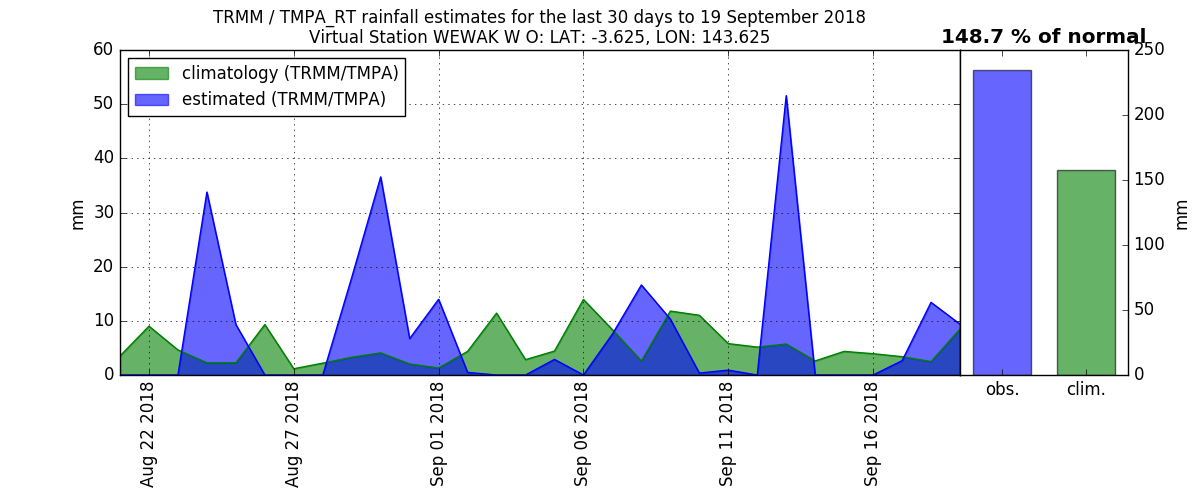 TRMM / TMPA_RT rainfall estimates for the last 30 days to 19 September 2018
Virtual Station WEWAK W O: LAT: -3.625, LON: 143.625
148.7 % of normal
climatology (TRMM/TMPA)
estimated (TRMM/TMPA)
60
50
40
30
20
10
0
mm
Aug 22 2018
Aug 27 2018
Sep 01 2018
Sep 06 2018
Sep 11 2018
Sep 16 2018
250
200
150
100
50
0
mm
obs.
clim.